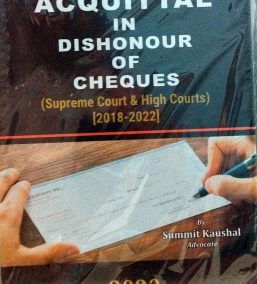 ACQUITTAL
IN
DISHONOUR
OF
CHEQUES
(Supreme Court & High Courts)
[2018-2022]
By
Summit Kaushal
Advocate